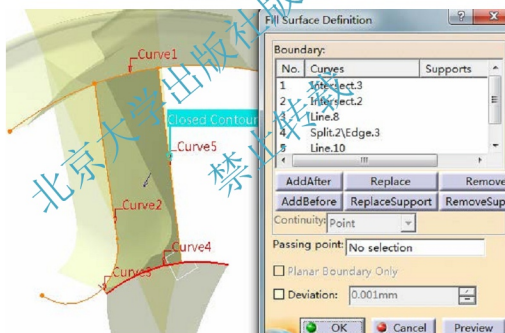 Fill Surface Definition
Boundary:
No. Curves Supports
1 Intersect.3
2 Intersect.2
3 Line.8
4 Split.2\Edge.3
5 Line.10
AddAfter Replace Remove
AddBefore ReplaceSupport RemoveSup
Continuity: Point
Passing point: No selection
Planar Boundary Only
Deviation: 0.001mm
OK Cancel Preview
Curve1
Closed Contour
Curve5
Curve2
Curve4
Curve3
北京大学出版社版
禁止转载